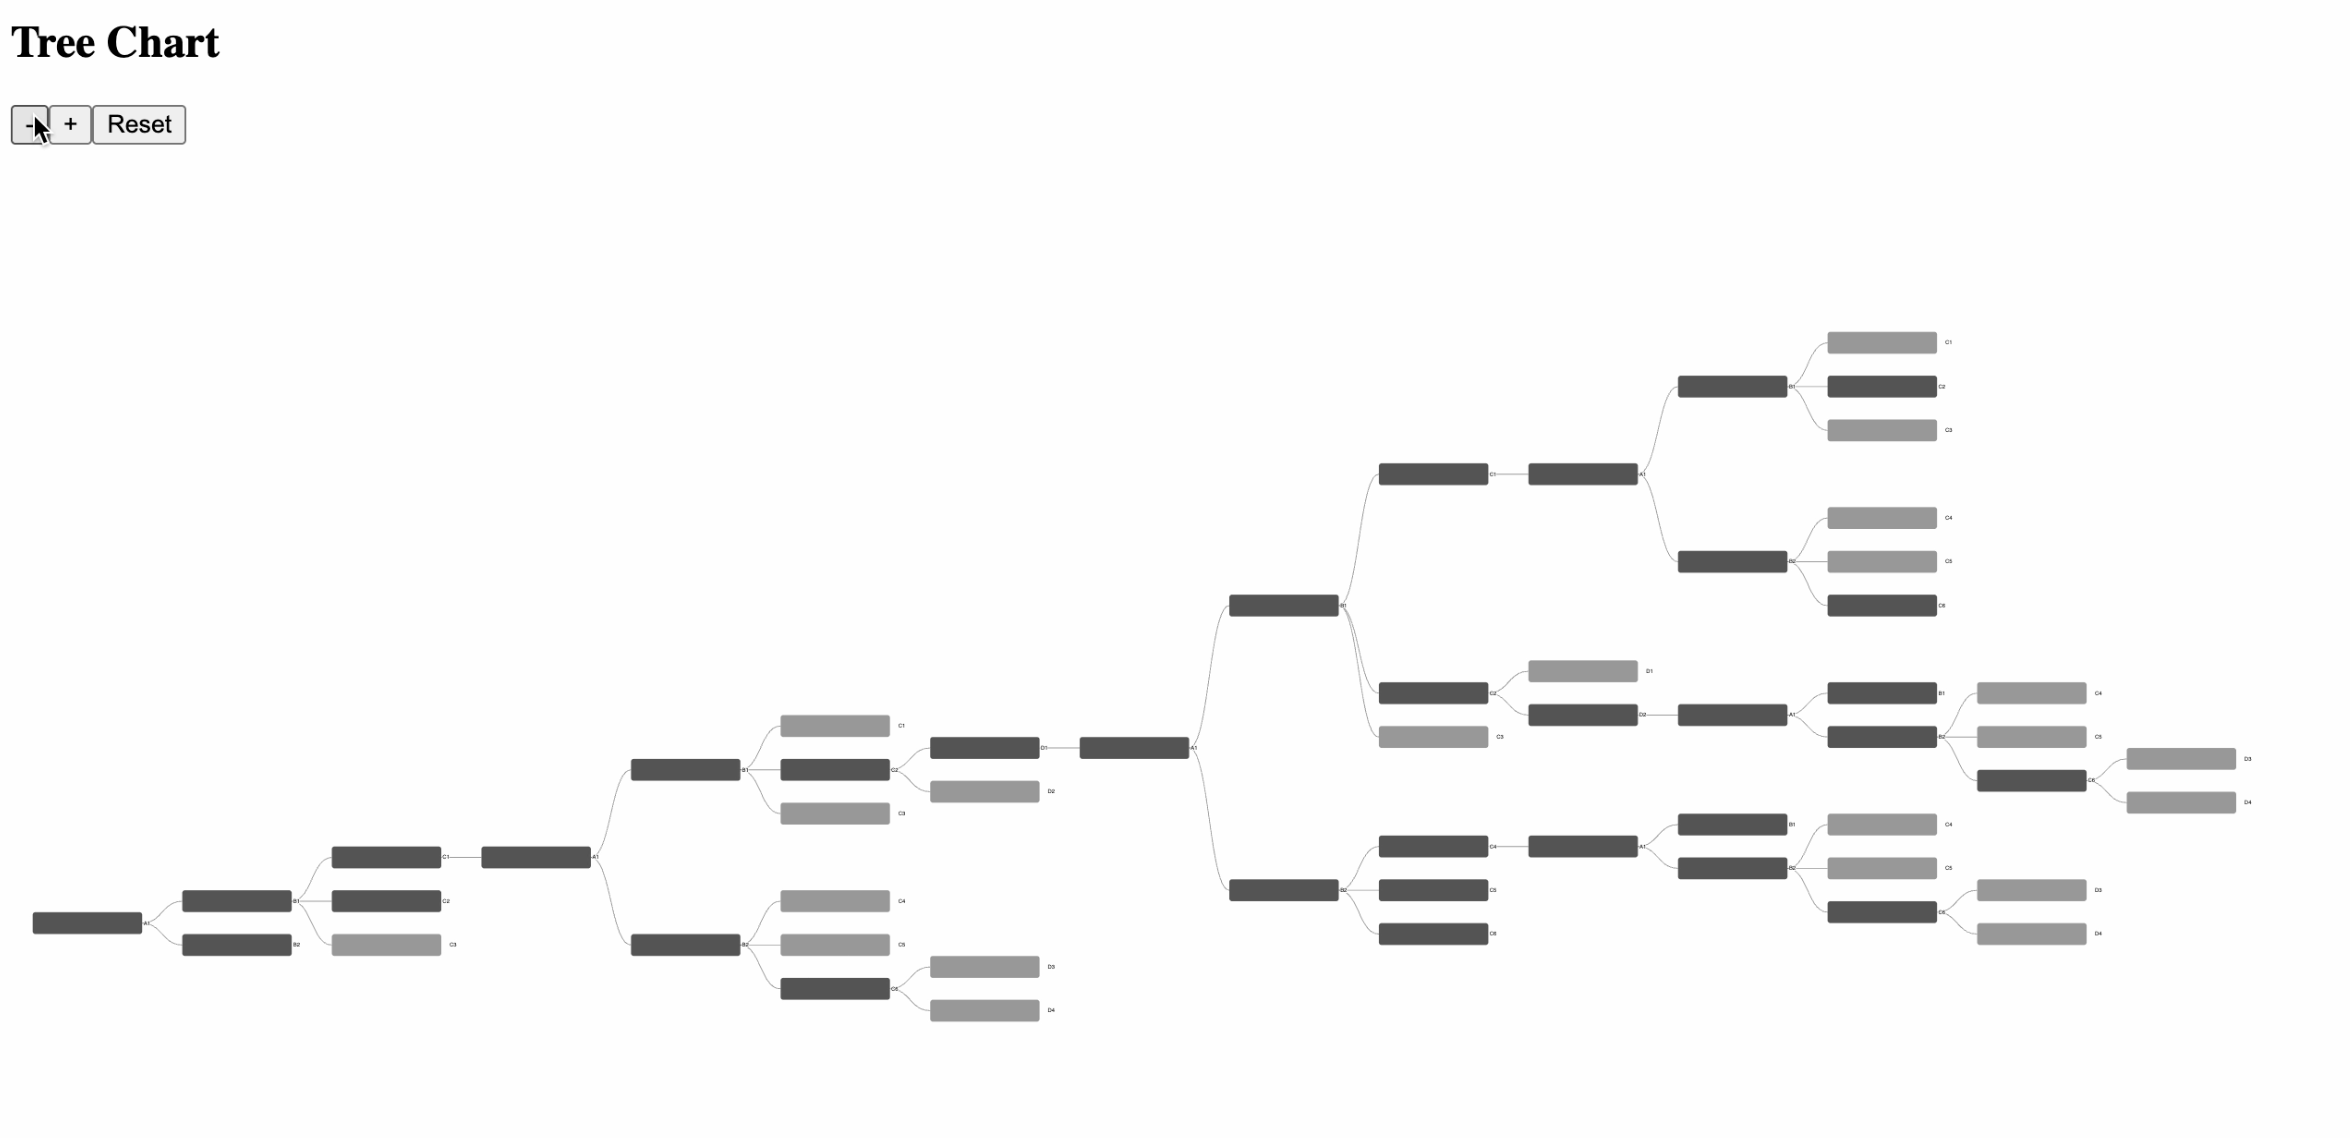 Tree Chart
- + Reset
C1
B1 C2
C3
C1 A1
C4
B2 C5
C6
B1
D1
C2 B1 C4
D2 A1
C1 C3 B2 C5
B1 C2 D1 A1 C6 D3
D2 D4
C3 B1 C4
C1 A1 C4 A1
B2 C5
B2 C5 D3
B1 C2 C4 C6
A1 C6 D4
B2 C3 B2 C5
D3
C6
D4